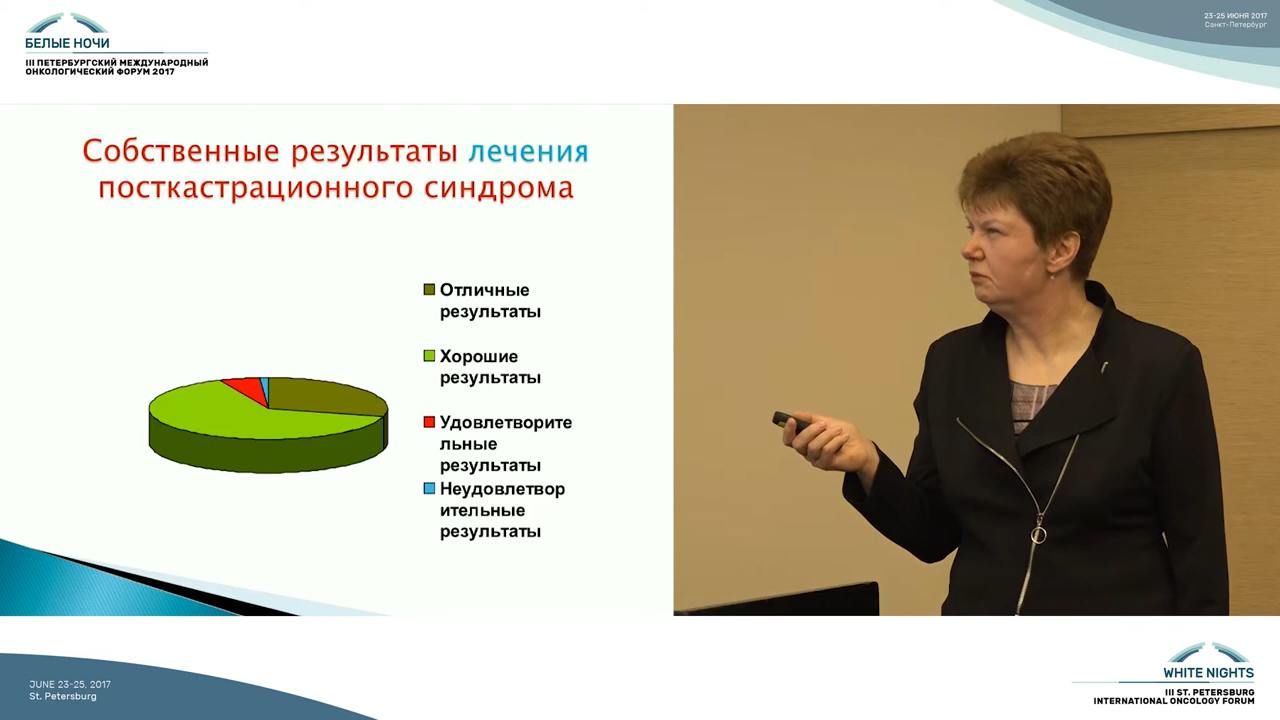 БЕЛЫЕ НОЧИ
III ПЕТЕРБУРГСКИЙ МЕЖДУНАРОДНЫЙ
ОНКОЛОГИЧЕСКИЙ ФОРУМ 2017
23-25 ИЮНЯ 2017
Санкт-Петербург
Собственные результаты лечения
посткастрационного синдрома
Отличные
результаты
Хорошие
результаты
Удовлетворите
льные
результаты
Неудовлетвор
ительные
результаты
JUNE 23-25, 2017
St. Petersburg
WHITE NIGHTS
III ST. PETERSBURG
INTERNATIONAL ONCOLOGY FORUM